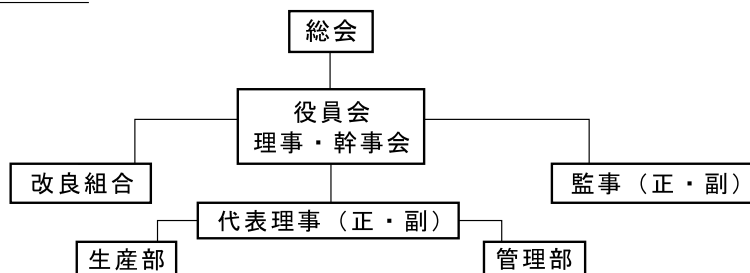 総会
役員会
理事・幹事会
改良組合
監事（正・副）
代表理事（正・副）
生産部
管理部